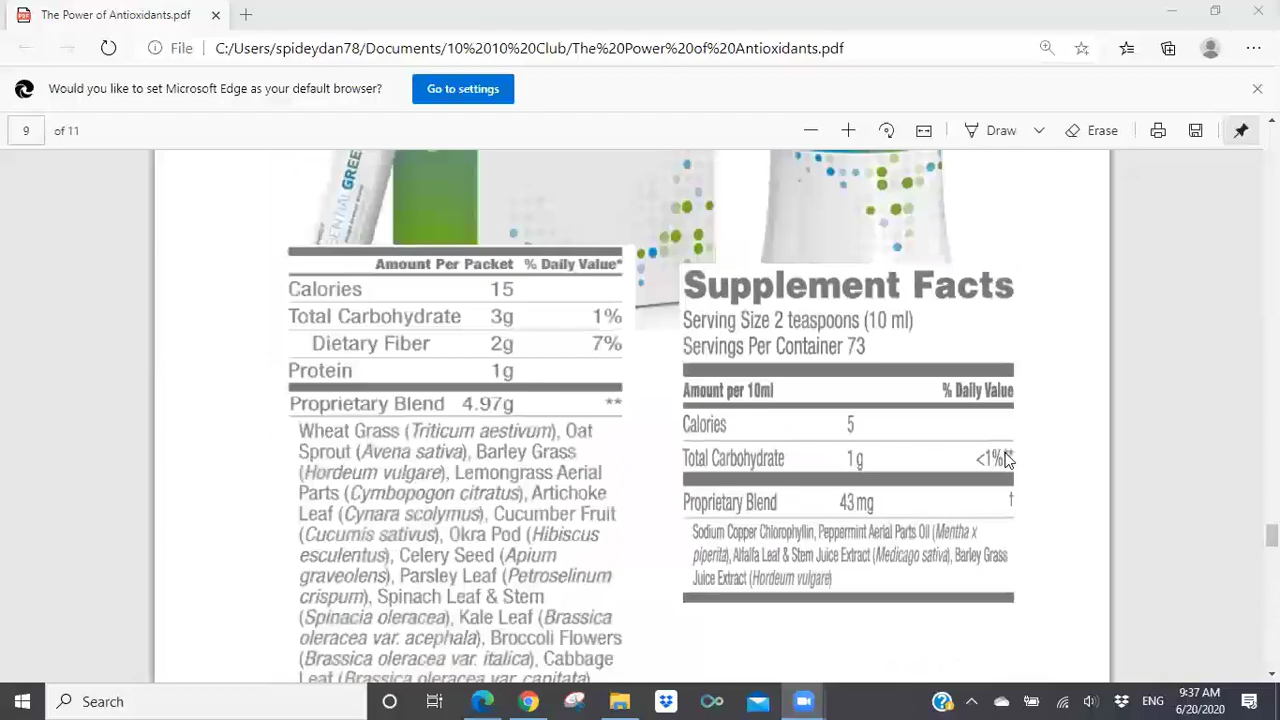 The Power of Antioxidants.pdf
File
C:/Users/spideydan78/Documents/10%2010%20Club/The%20Power%20of%20Antioxidants.pdf
Would you like to set Microsoft Edge as your default browser?
Go to settings
9
of 11
Draw
Erase
Amount Per Packet % Daily Value*
Calories 15
Total Carbohydrate 3g 1%
Dietary Fiber 2g 7%
Protein 1g
Proprietary Blend 4.97g **
Wheat Grass (Triticum aestivum), Oat
Sprout (Avena sativa), Barley Grass
(Hordeum vulgare), Lemongrass Aerial
Parts (Cymbopogon citratus), Artichoke
Leaf (Cynara scolymus), Cucumber Fruit
(Cucumis sativus), Okra Pod (Hibiscus
esculentus), Celery Seed (Apium
graveolens), Parsley Leaf (Petroselinum
crispum), Spinach Leaf & Stem
(Spinacia oleracea), Kale Leaf (Brassica
oleracea var. acephala), Broccoli Flowers
(Brassica oleracea var. italica), Cabbage
Leaf (Brassica oleracea var. capitata),
Supplement Facts
Serving Size 2 teaspoons (10 ml)
Servings Per Container 73
Amount per 10ml % Daily Value
Calories 5
Total Carbohydrate 1 g <1%
Proprietary Blend 43 mg †
Sodium Copper Chlorophyllin, Peppermint Aerial Parts Oil (Mentha x
piperita), Alfalfa Leaf & Stem Juice Extract (Medicago sativa), Barley Grass
Juice Extract (Hordeum vulgare)
Search
ENG
9:37 AM
6/20/2020